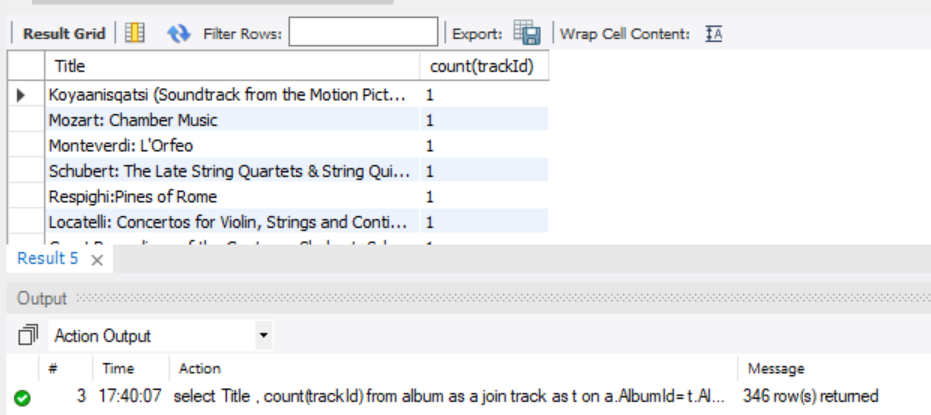 Result Grid Filter Rows: Export: Wrap Cell Content:
Title count(trackId)
Koyaanisqatsi (Soundtrack from the Motion Pict... 1
Mozart: Chamber Music 1
Monteverdi: L'Orfeo 1
Schubert: The Late String Quartets & String Qui... 1
Respighi:Pines of Rome 1
Locatelli: Concertos for Violin, Strings and Conti... 1
Result 5
Output
Action Output
# Time Action Message
3 17:40:07 select Title , count(trackId) from album as a join track as t on a.AlbumId= t.Al... 346 row(s) returned